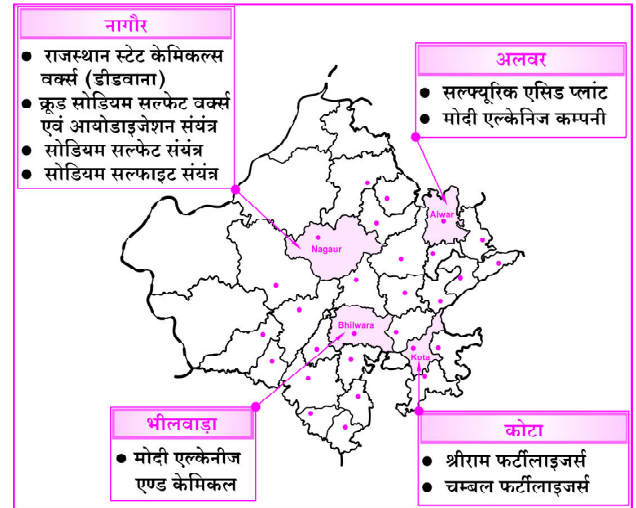 नागौर
● राजस्थान स्टेट केमिकल्स
वर्क्स (डीडवाना)
● क्रूड सोडियम सल्फेट वर्क्स
एवं आयोडाइजेशन संयंत्र
● सोडियम सल्फेट संयंत्र
● सोडियम सल्फाइट संयंत्र
अलवर
● सल्फ्यूरिक एसिड प्लांट
● मोदी एल्केनिज कम्पनी
Alwar
Nagaur
Bhilwara
Kota
भीलवाड़ा
● मोदी एल्केनीज
एण्ड केमिकल
कोटा
● श्रीराम फर्टीलाइजर्स
● चम्बल फर्टीलाइजर्स